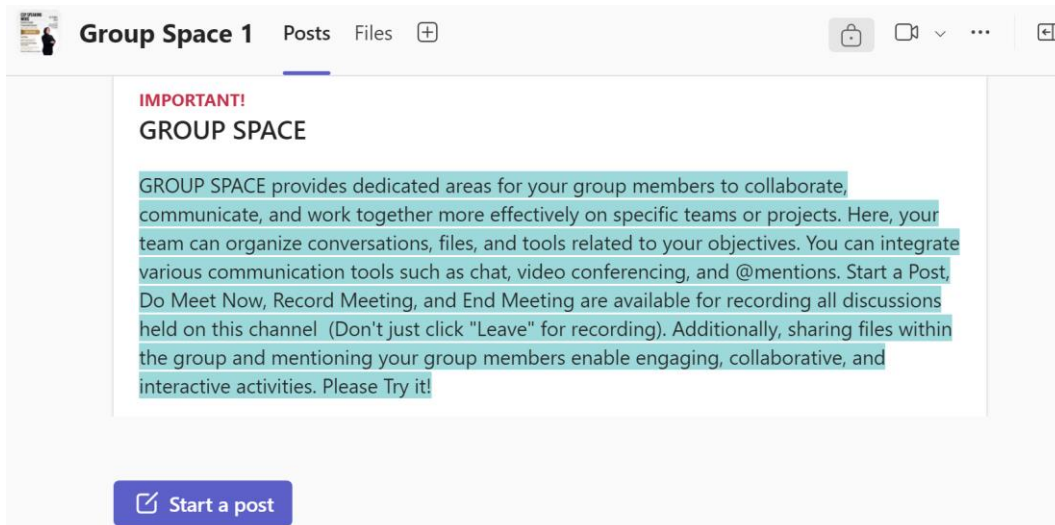 Group Space 1 Posts Files
IMPORTANT!
GROUP SPACE
GROUP SPACE provides dedicated areas for your group members to collaborate,
communicate, and work together more effectively on specific teams or projects. Here, your
team can organize conversations, files, and tools related to your objectives. You can integrate
various communication tools such as chat, video conferencing, and @mentions. Start a Post,
Do Meet Now, Record Meeting, and End Meeting are available for recording all discussions
held on this channel  (Don't just click "Leave" for recording). Additionally, sharing files within
the group and mentioning your group members enable engaging, collaborative, and
interactive activities. Please Try it!
Start a post